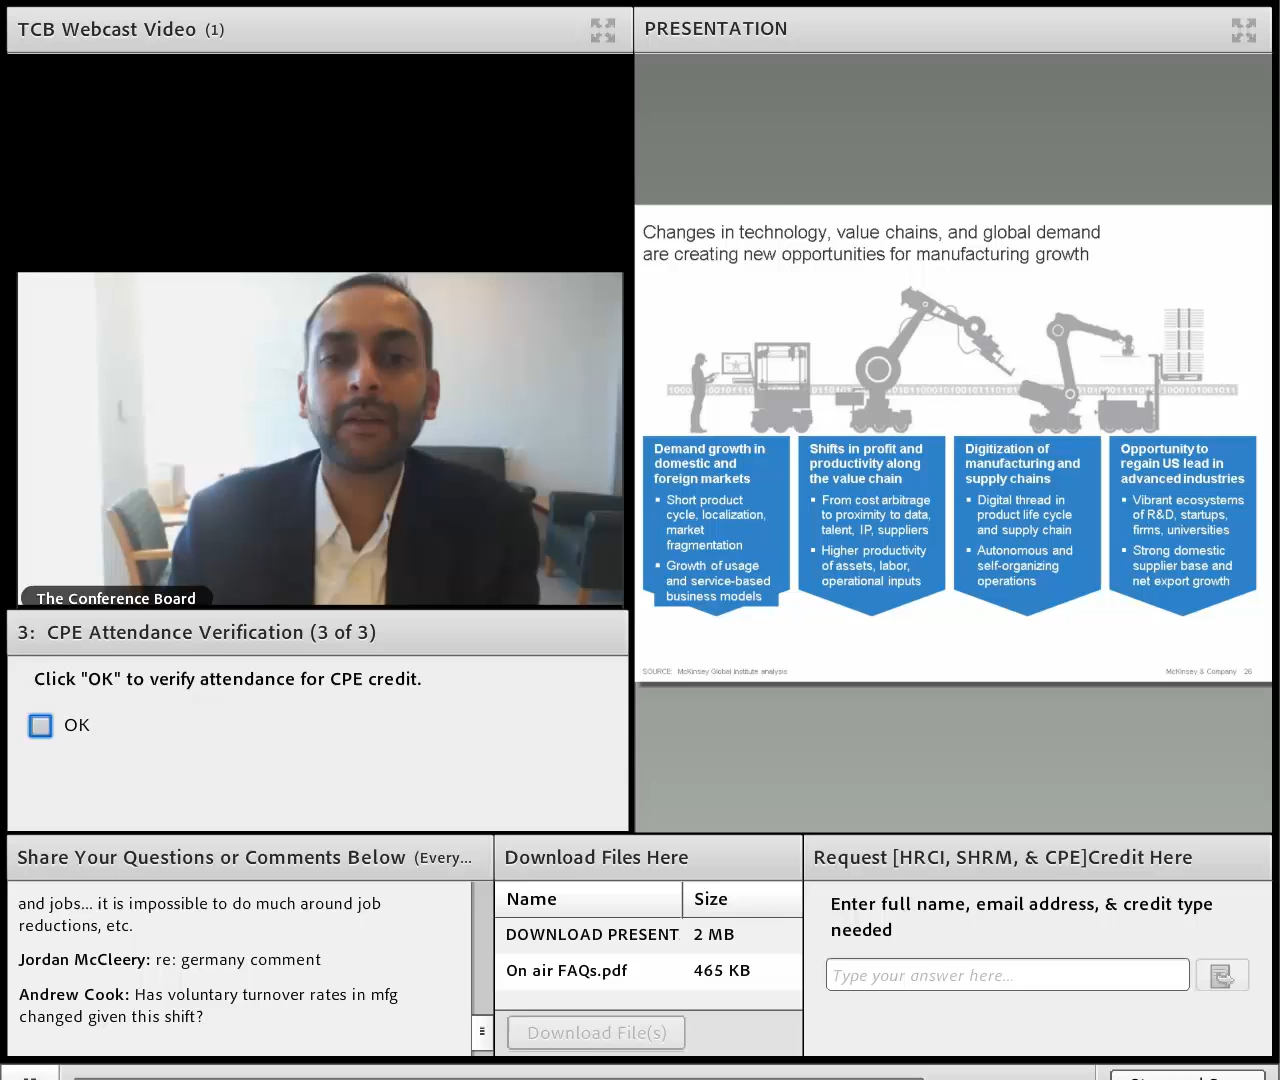 TCB Webcast Video (1)
PRESENTATION
Changes in technology, value chains, and global demand
are creating new opportunities for manufacturing growth
Demand growth in
domestic and
foreign markets
▪ Short product
cycle, localization,
market
fragmentation
▪ Growth of usage
and service-based
business models
Shifts in profit and
productivity along
the value chain
▪ From cost arbitrage
to proximity to data,
talent, IP, suppliers
▪ Higher productivity
of assets, labor,
operational inputs
Digitization of
manufacturing and
supply chains
▪ Digital thread in
product life cycle
and supply chain
▪ Autonomous and
self-organizing
operations
Opportunity to
regain US lead in
advanced industries
▪ Vibrant ecosystems
of R&D, startups,
firms, universities
▪ Strong domestic
supplier base and
net export growth
SOURCE: McKinsey Global Institute analysis
McKinsey & Company 26
The Conference Board
3: CPE Attendance Verification (3 of 3)
Click "OK" to verify attendance for CPE credit.
OK
Share Your Questions or Comments Below (Every...
and jobs... it is impossible to do much around job
reductions, etc.
Jordan McCleery: re: germany comment
Andrew Cook: Has voluntary turnover rates in mfg
changed given this shift?
Download Files Here
Name Size
DOWNLOAD PRESENT 2 MB
On air FAQs.pdf 465 KB
Download File(s)
Request [HRCI, SHRM, & CPE]Credit Here
Enter full name, email address, & credit type
needed
Type your answer here...